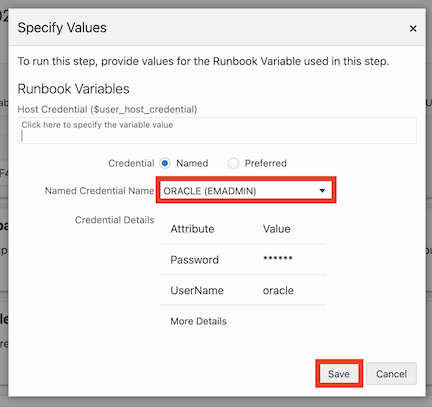 Specify Values
×
To run this step, provide values for the Runbook Variable used in this step.
Runbook Variables
Host Credential ($user_host_credential)
Click here to specify the variable value
Credential Named Preferred
Named Credential Name ORACLE (EMADMIN)
Credential Details
Attribute Value
Password ******
UserName oracle
More Details
Save Cancel